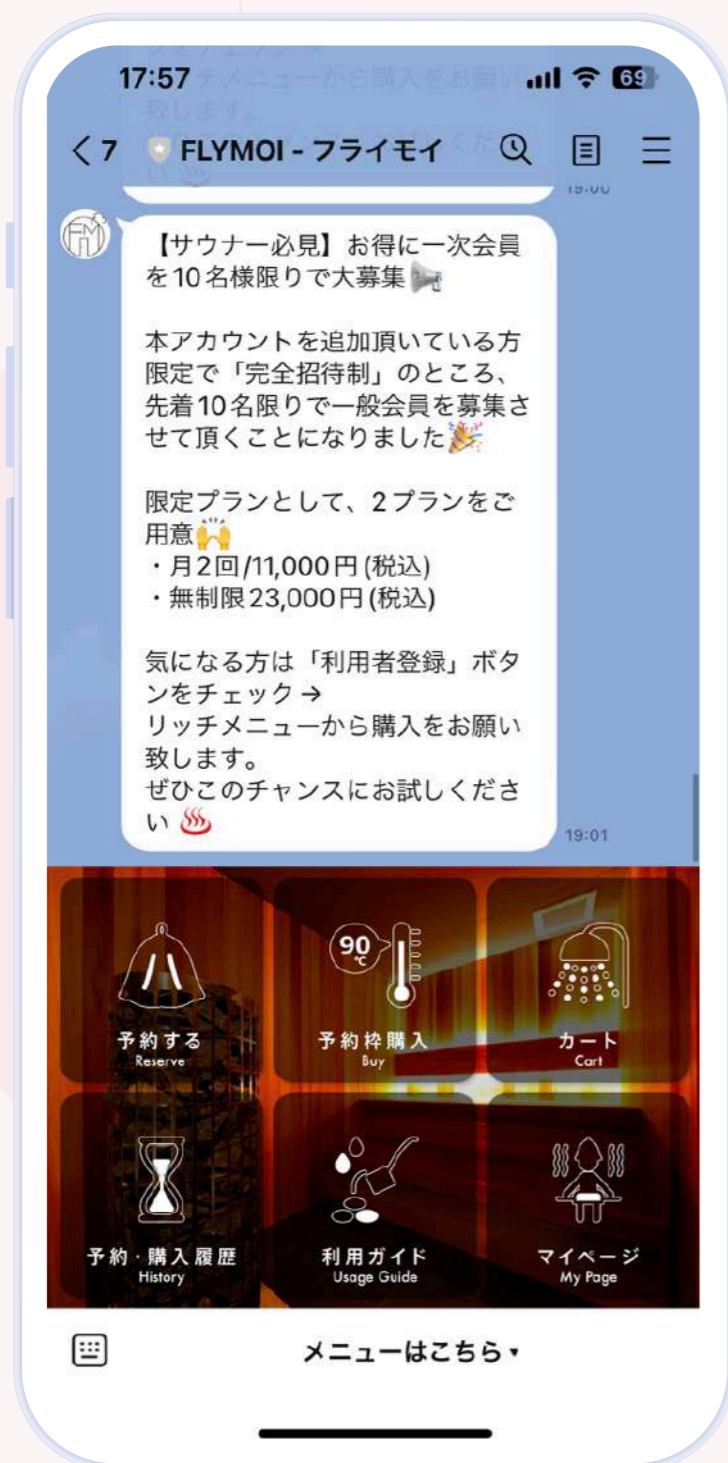 17:57
69
7 FLYMOI - フライモイ
19:00
【サウナー必見】お得に一次会員
を10名様限りで大募集📢
本アカウントを追加頂いている方
限定で「完全招待制」のところ、
先着10名限りで一般会員を募集さ
せて頂くことになりました🎉
限定プランとして、2プランをご
用意🙌
・月2回/11,000円(税込)
・無制限23,000円(税込)
気になる方は「利用者登録」ボタ
ンをチェック→
リッチメニューから購入をお願い
致します。
ぜひこのチャンスにお試しくださ
い♨️
19:01
90
℃
予約する
Reserve
予約枠購入
Buy
カート
Cart
予約・購入履歴
History
利用ガイド
Usage Guide
マイページ
My Page
メニューはこちら▾